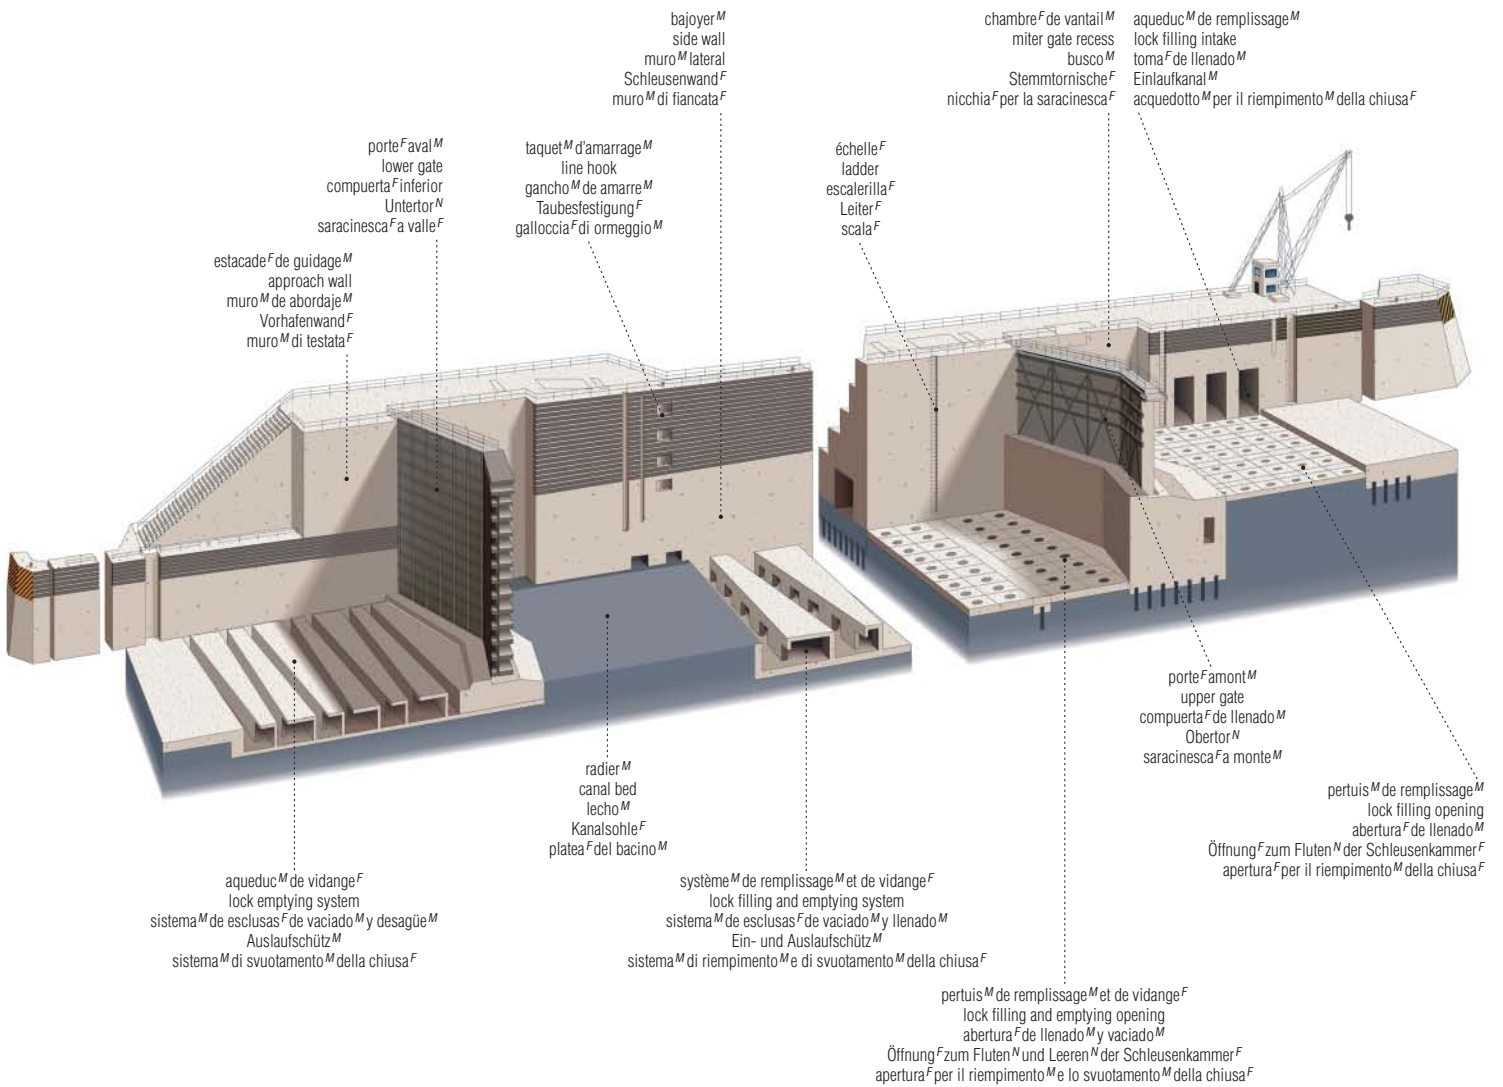 bajoyer M
side wall
muro M lateral
Schleusenwand F
muro M di fiancata F
chambre F de vantail M
miter gate recess
busco M
Stemmtornische F
nicchia F per la saracinesca F
aqueduc M de remplissage M
lock filling intake
toma F de llenado M
Einlaufkanal M
acquedotto M per il riempimento M della chiusa F
porte F aval M
lower gate
compuerta F inferior
Untertor N
saracinesca F a valle F
taquet M d'amarrage M
line hook
gancho M de amarre M
Taubesfestigung F
galloccia F di ormeggio M
échelle F
ladder
escalerilla F
Leiter F
scala F
estacade F de guidage M
approach wall
muro M de abordaje M
Vorhafenwand F
muro M di testata F
porte F amont M
upper gate
compuerta F de llenado M
Obertor N
saracinesca F a monte M
radier M
canal bed
lecho M
Kanalsohle F
platea F del bacino M
pertuis M de remplissage M
lock filling opening
abertura F de llenado M
Öffnung F zum Fluten N der Schleusenkammer F
apertura F per il riempimento M della chiusa F
aqueduc M de vidange F
lock emptying system
sistema M de esclusas F de vaciado M y desagüe M
Auslaufschütz M
sistema M di svuotamento M della chiusa F
système M de remplissage M et de vidange F
lock filling and emptying system
sistema M de esclusas F de vaciado M y llenado M
Ein- und Auslaufschütz M
sistema M di riempimento M e di svuotamento M della chiusa F
pertuis M de remplissage M et de vidange F
lock filling and emptying opening
abertura F de llenado M y vaciado M
Öffnung F zum Fluten N und Leeren N der Schleusenkammer F
apertura F per il riempimento M e lo svuotamento M della chiusa F